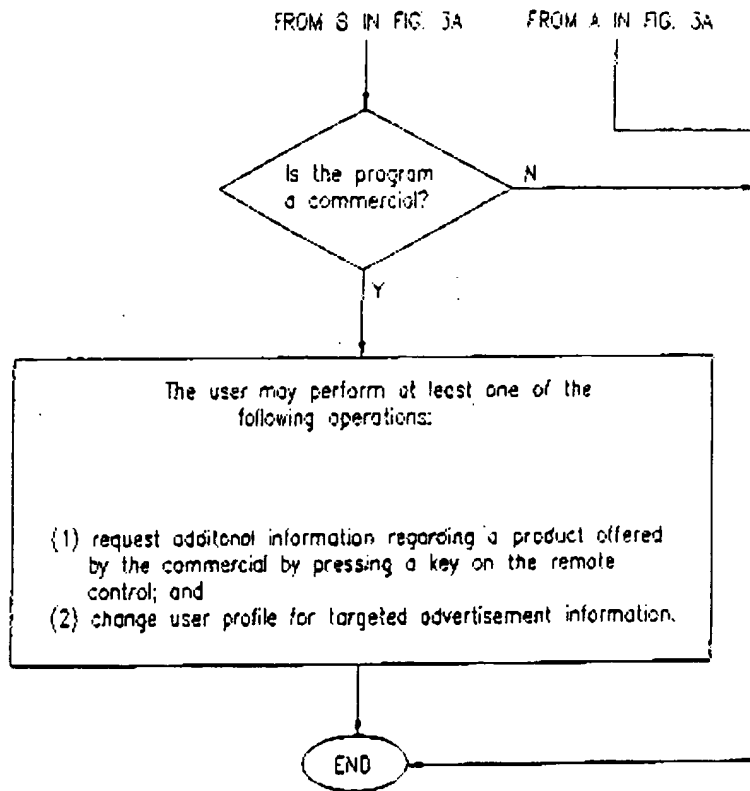 FROM B IN FIG. 3A FROM A IN FIG. 3A
Is the program
a commercial?
N
Y
The user may perform at least one of the
following operations:
(1) request additonal information regarding a product offered
by the commercial by pressing a key on the remote
control; and
(2) change user profile for targeted advertisement information.
END